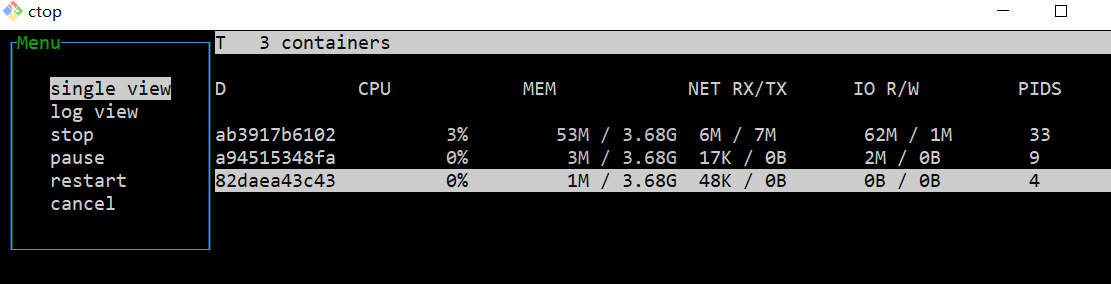 ctop
Menu
T 3 containers
single view
D CPU MEM NET RX/TX IO R/W PIDS
log view
stop
ab3917b6102 3% 53M / 3.68G 6M / 7M 62M / 1M 33
pause
a94515348fa 0% 3M / 3.68G 17K / 0B 2M / 0B 9
restart
82daea43c43 0% 1M / 3.68G 48K / 0B 0B / 0B 4
cancel